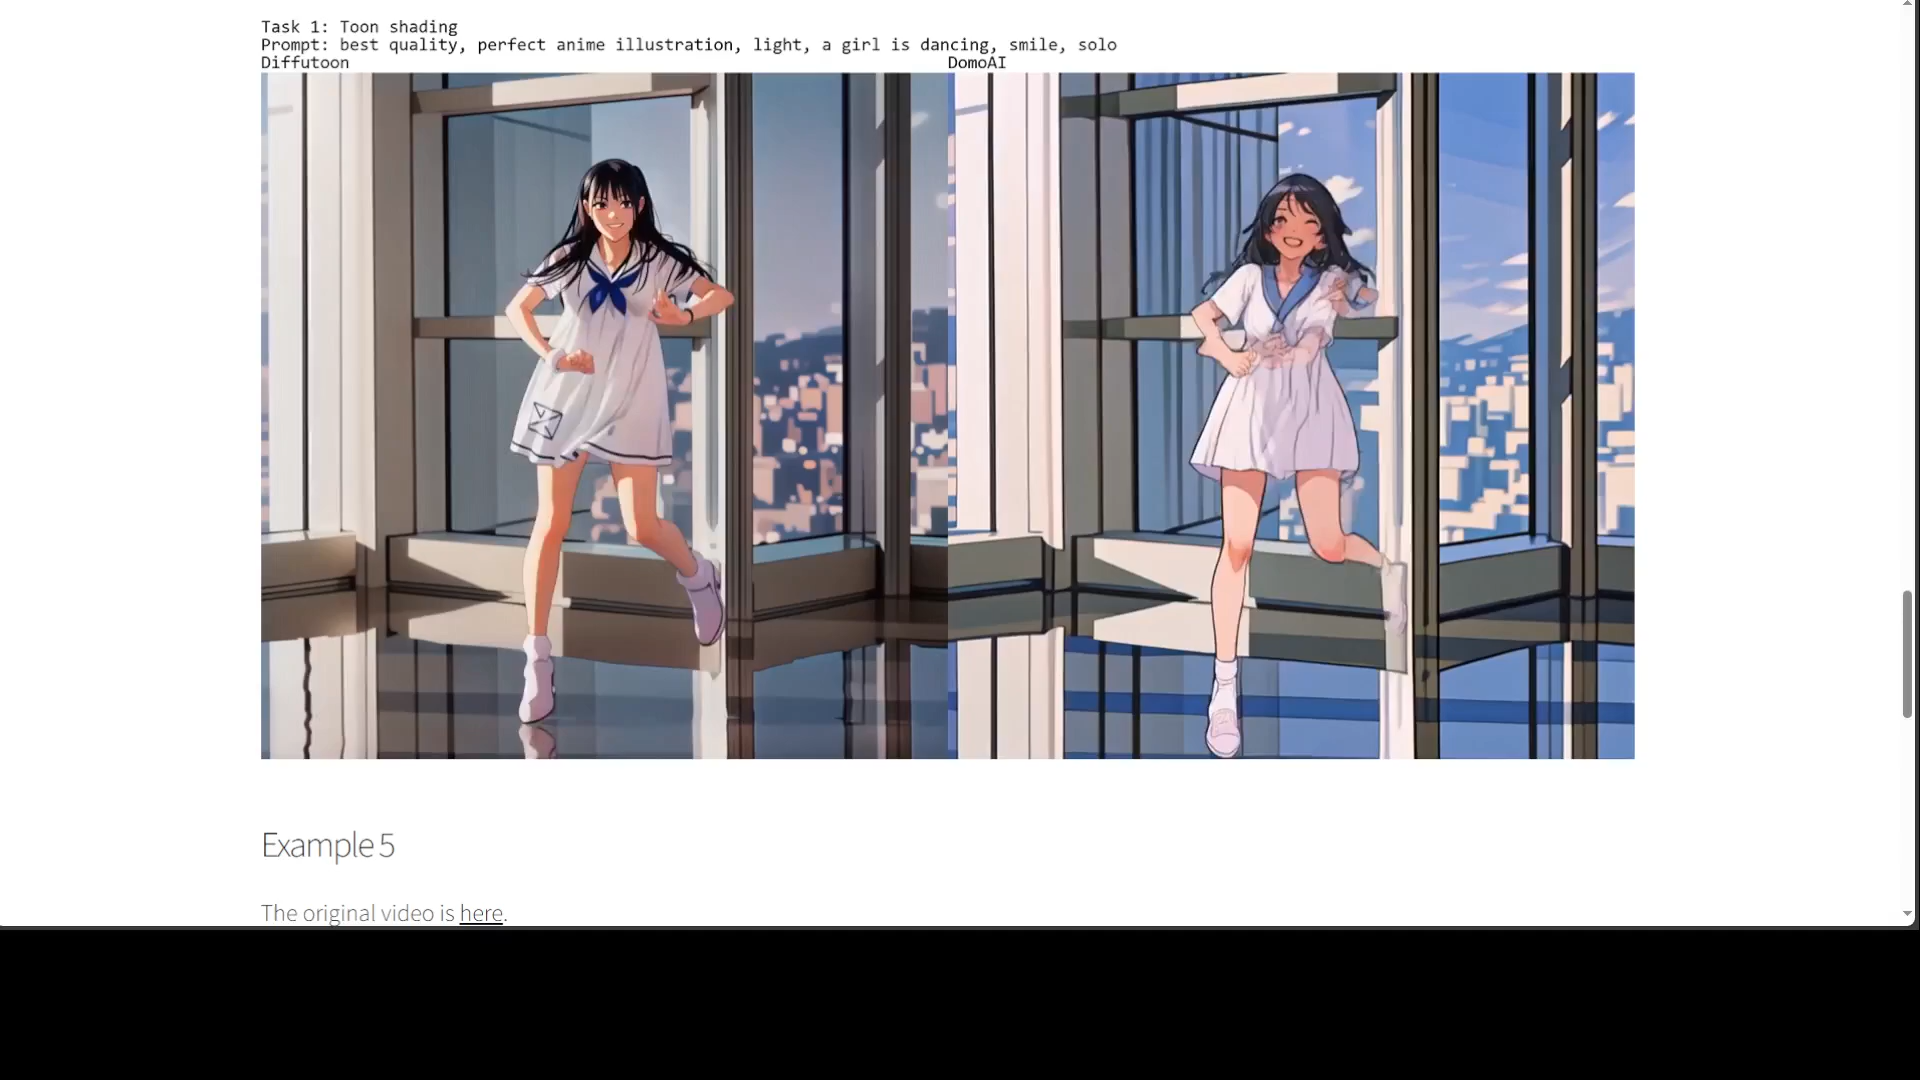 Task 1: Toon shading
Prompt: best quality, perfect anime illustration, light, a girl is dancing, smile, solo
Diffutoon
DomoAI
Example 5
The original video is here.